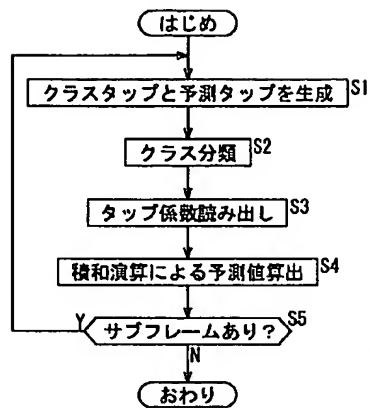 はじめ
クラスタップと予測タップを生成 S1
クラス分類 S2
タップ係数読み出し S3
積和演算による予測値算出 S4
サブフレームあり? S5
Y
N
おわり